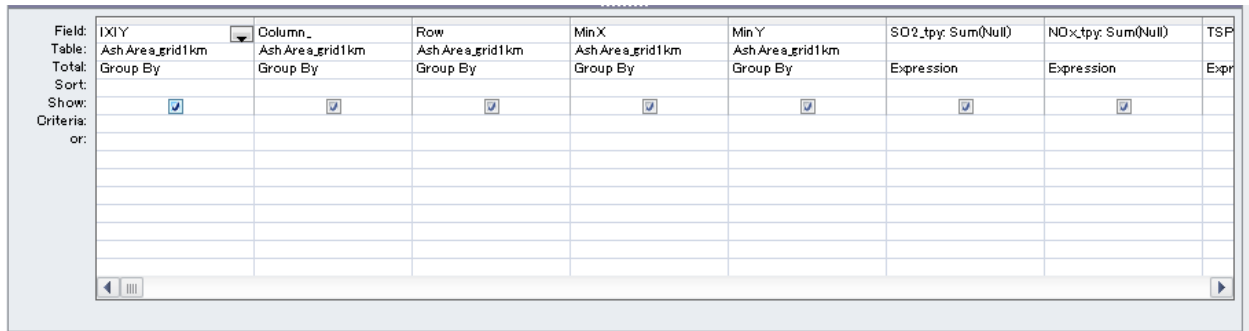 Field: IXIY Column_ Row MinX MinY SO2_tpy: Sum(Null) NOx_tpy: Sum(Null) TSP
Table: AshArea_grid1km AshArea_grid1km AshArea_grid1km AshArea_grid1km AshArea_grid1km
Total: Group By Group By Group By Group By Group By Expression Expression Expr
Sort:
Show:
Criteria:
or: